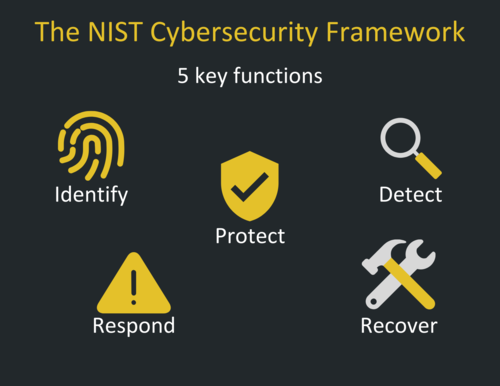 The NIST Cybersecurity Framework
5 key functions
Identify
Protect
Detect
Respond
Recover